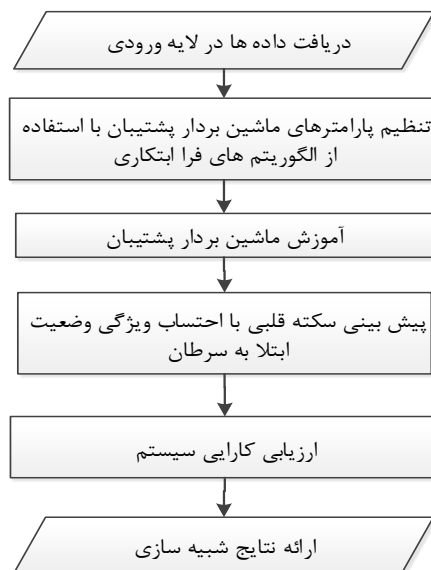 دریافت داده ها در لایه ورودی
تنظیم پارامترهای ماشین بردار پشتیبان با استفاده
از الگوریتم های فرا ابتکاری
آموزش ماشین بردار پشتیبان
پیش بینی سکته قلبی با احتساب ویژگی وضعیت
ابتلا به سرطان
ارزیابی کارایی سیستم
ارائه نتایج شبیه سازی